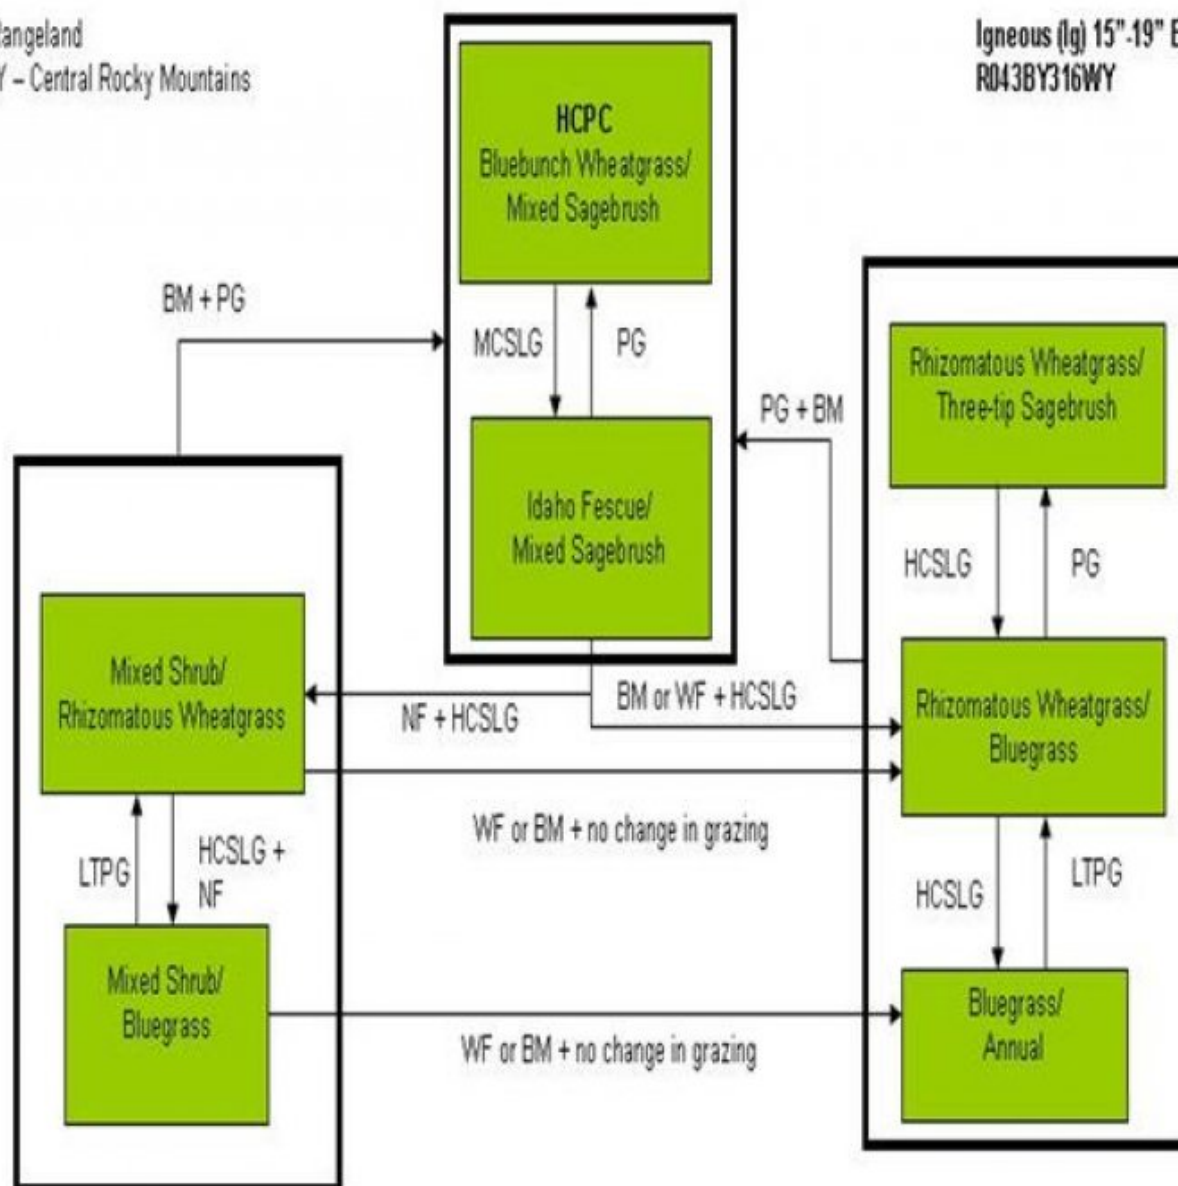 Y – Central Rocky Mountains
Igneous (Ig) 15”-19”
R043BY316WY
HCPC
Bluebunch Wheatgrass/
Mixed Sagebrush
BM + PG
MCSLG
PG
Rhizomatous Wheatgrass/
Three-tip Sagebrush
PG + BM
Idaho Fescue/
Mixed Sagebrush
HCSLG
PG
Mixed Shrub/
Rhizomatous Wheatgrass
NF + HCSLG
BM or WF + HCSLG
Rhizomatous Wheatgrass/
Bluegrass
WF or BM + no change in grazing
LTPG
HCSLG +
NF
HCSLG
LTPG
Mixed Shrub/
Bluegrass
Bluegrass/
Annual
WF or BM + no change in grazing